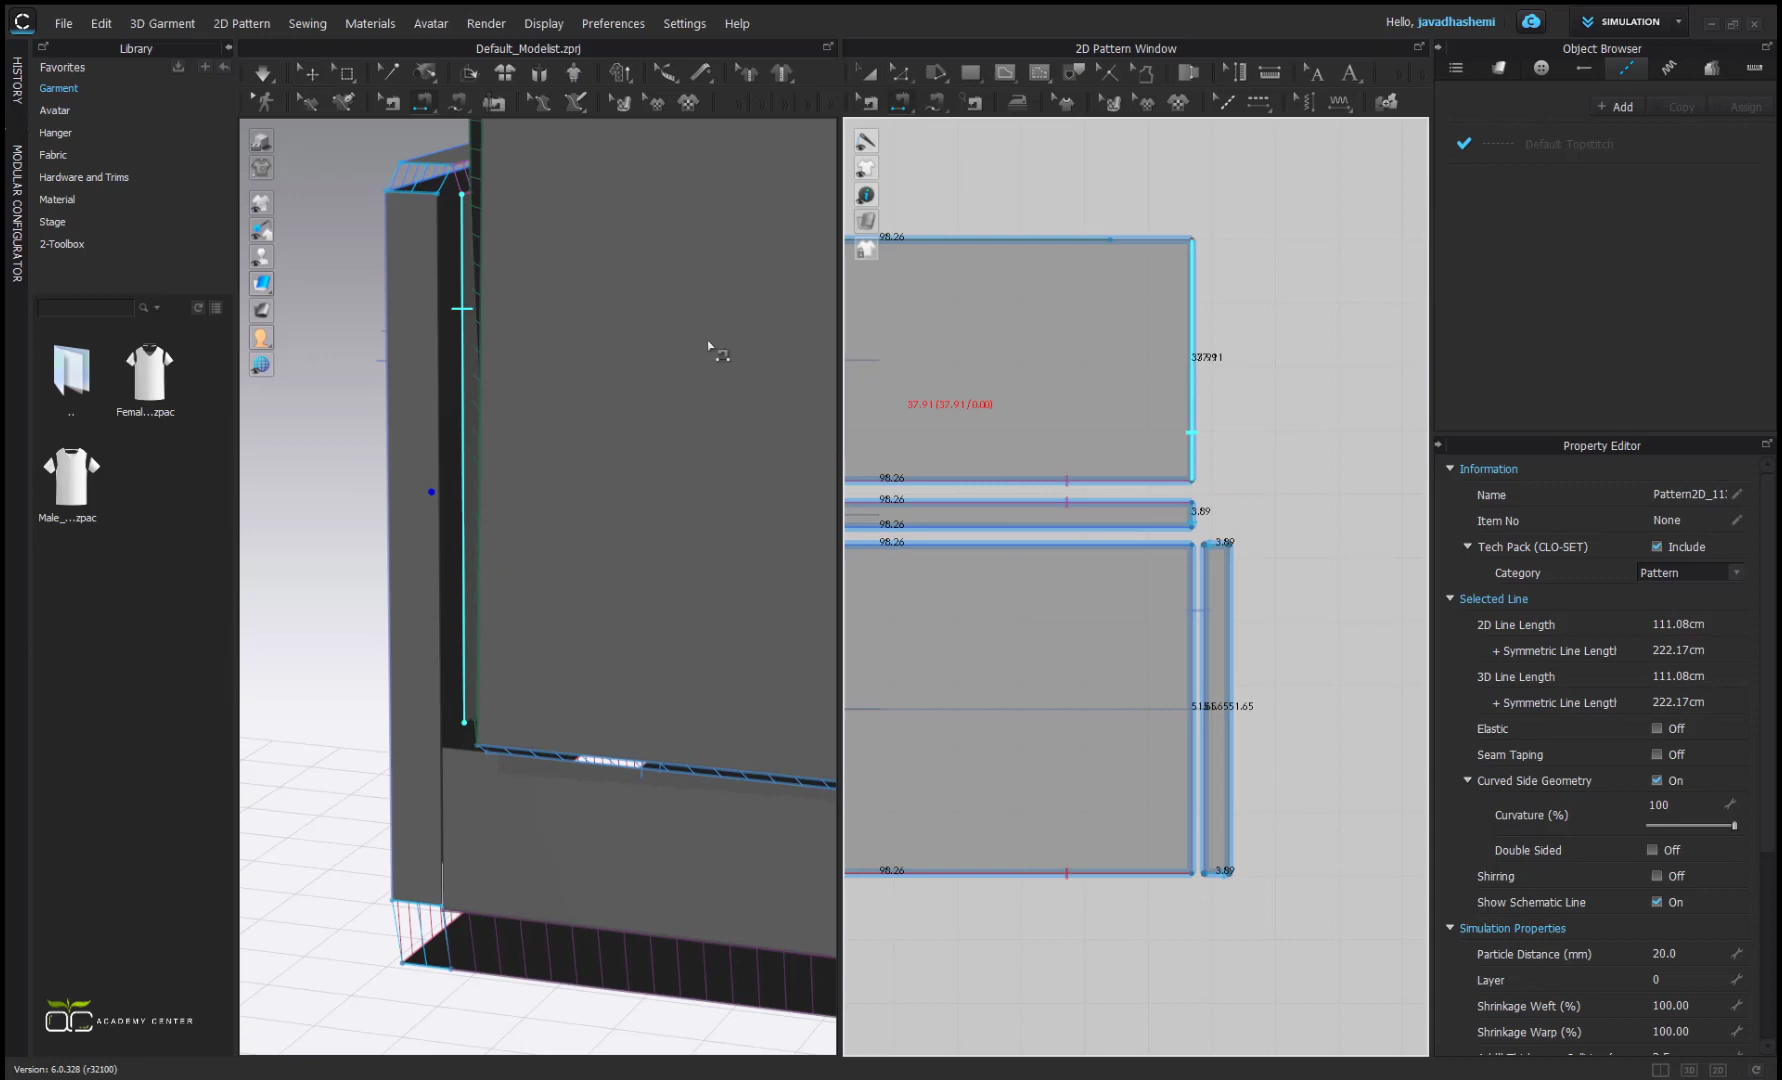 File Edit 3D Garment 2D Pattern Sewing Materials Avatar Render Display Preferences Settings Help
Hello, javadhashemi
SIMULATION
HISTORY
MODULAR CONFIGURATOR
Library
Favorites
Garment
Avatar
Hanger
Fabric
Hardware and Trims
Material
Stage
2-Toolbox
..
Femal...zpac
Male_...zpac
ACADEMY CENTER
Default_Modelist.zprj
2D Pattern Window
98.26
37.91(37.91/0.00)
98.26
98.26
3.89
98.26
98.26
3.89
98.26
3.89
Object Browser
+ Add Copy Assign
Default Topstitch
Property Editor
Information
Name Pattern2D_11
Item No None
Tech Pack (CLO-SET) Include
Category Pattern
Selected Line
2D Line Length 111.08cm
+ Symmetric Line Length 222.17cm
3D Line Length 111.08cm
+ Symmetric Line Length 222.17cm
Elastic Off
Seam Taping Off
Curved Side Geometry On
Curvature (%) 100
Double Sided Off
Shirring Off
Show Schematic Line On
Simulation Properties
Particle Distance (mm) 20.0
Layer 0
Shrinkage Weft (%) 100.00
Shrinkage Warp (%) 100.00
Version: 6.0.328 (r32100)
3D 2D